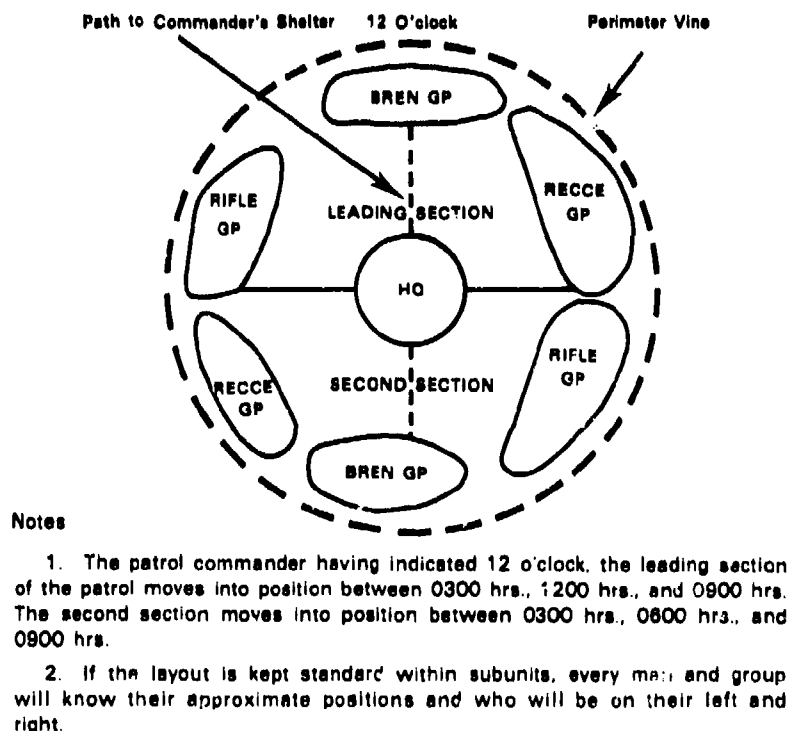 Path to Commander's Shelter 12 O'clock Perimeter Vine
BREN GP
RIFLE
GP
RECCE
GP
LEADING SECTION
HQ
RIFLE
GP
RECCE
GP
SECOND SECTION
BREN GP
Notes
1. The patrol commander having indicated 12 o'clock, the leading section
of the patrol moves into position between 0300 hrs., 1200 hrs., and 0900 hrs.
The second section moves into position between 0300 hrs., 0600 hrs., and
0900 hrs.
2. If the layout is kept standard within subunits, every man and group
will know their approximate positions and who will be on their left and
right.